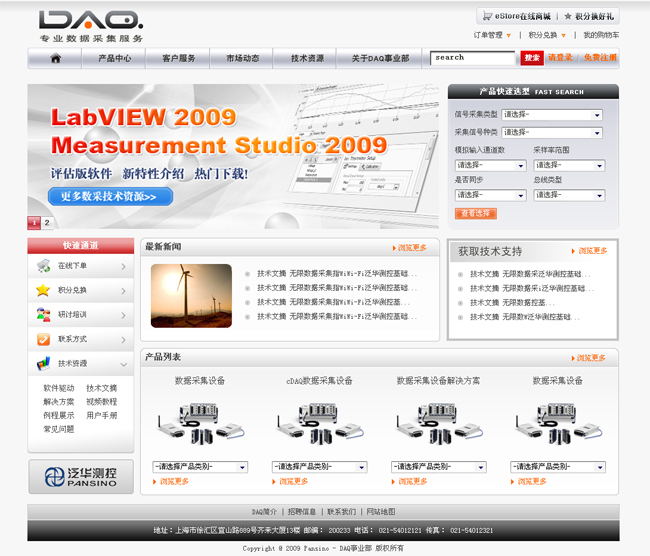 DAQ.
专业数据采集服务
eStore在线商城 | 积分换好礼
订单管理 | 积分兑换 | 我的购物车
产品中心 客户服务 市场动态 技术资源 关于DAQ事业部 search 搜索 请登录 / 免费注册
LabVIEW 2009
Measurement Studio 2009
评估版软件 新特性介绍 热门下载!
更多数采技术资源>>
1 2
产品快速选型 FAST SEARCH
信号采集类型 请选择-
采集信号种类 请选择-
模拟输入通道数 采样率范围
请选择- 请选择-
是否同步 总线类型
请选择- 请选择-
查看选择
快速通道
在线下单
积分兑换
研讨培训
联系方式
技术资源
软件驱动 技术文摘
解决方案 视频教程
例程展示 用户手册
常见问题
泛华测控
PANSINO
最新新闻 浏览更多
技术文摘 无限数据采集指WiWi-Fi泛华测控基础...
技术文摘 无限数据采集指WiWi-Fi泛华测控基础...
技术文摘 无限数据采集指WiWi-Fi泛华测控基础...
技术文摘 无限数据采集指WiWi-Fi泛华测控基础...
获取技术支持 浏览更多
技术文摘 无限数据采泛华测控基础...
技术文摘 无限数据采i泛华测控基础...
技术文摘 无限数据控基...
技术文摘 无限数W泛华测控基础...
产品列表 浏览更多
数据采集设备 cDAQ数据采集设备 数据采集设备解决方案 数据采集设备
-请选择产品类别- -请选择产品类别- -请选择产品类别- -请选择产品类别-
浏览更多 浏览更多 浏览更多 浏览更多
DAQ简介 | 招聘信息 | 联系我们 | 网站地图
地址：上海市徐汇区宜山路889号齐来大厦13楼 邮编： 200233 电话： 021-54012121 传真： 021-54012321
Copyright @ 2009 Pansino - DAQ事业部 版权所有